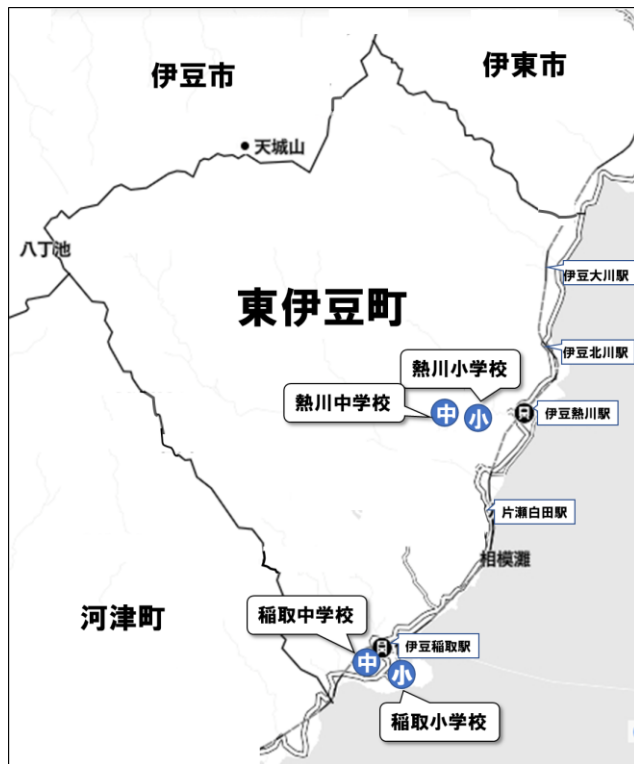 伊豆市
伊東市
天城山
八丁池
伊豆大川駅
東伊豆町
伊豆北川駅
熱川小学校
熱川中学校
中
小
伊豆熱川駅
片瀬白田駅
相模灘
河津町
稲取中学校
伊豆稲取駅
中
小
稲取小学校